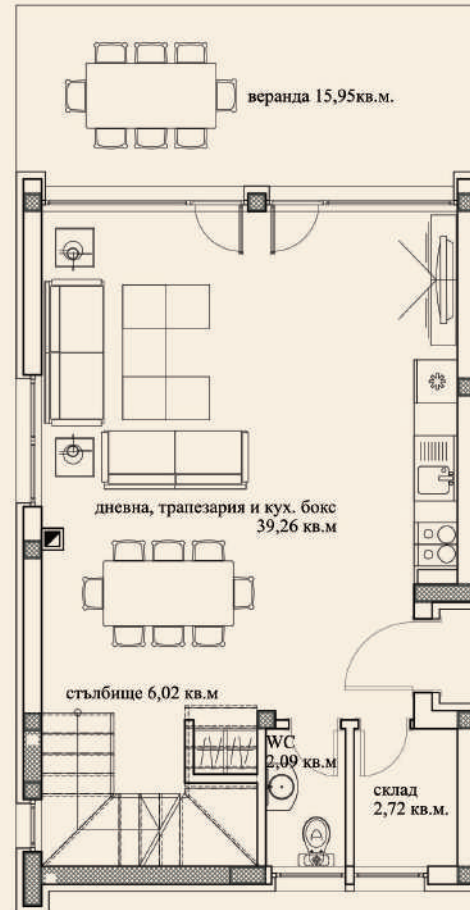 веранда 15,95кв.м.
дневна, трапезария и кух. бокс
39,26 кв.м
стълбище 6,02 кв.м
WC
2,09 кв.м
склад
2,72 кв.м.